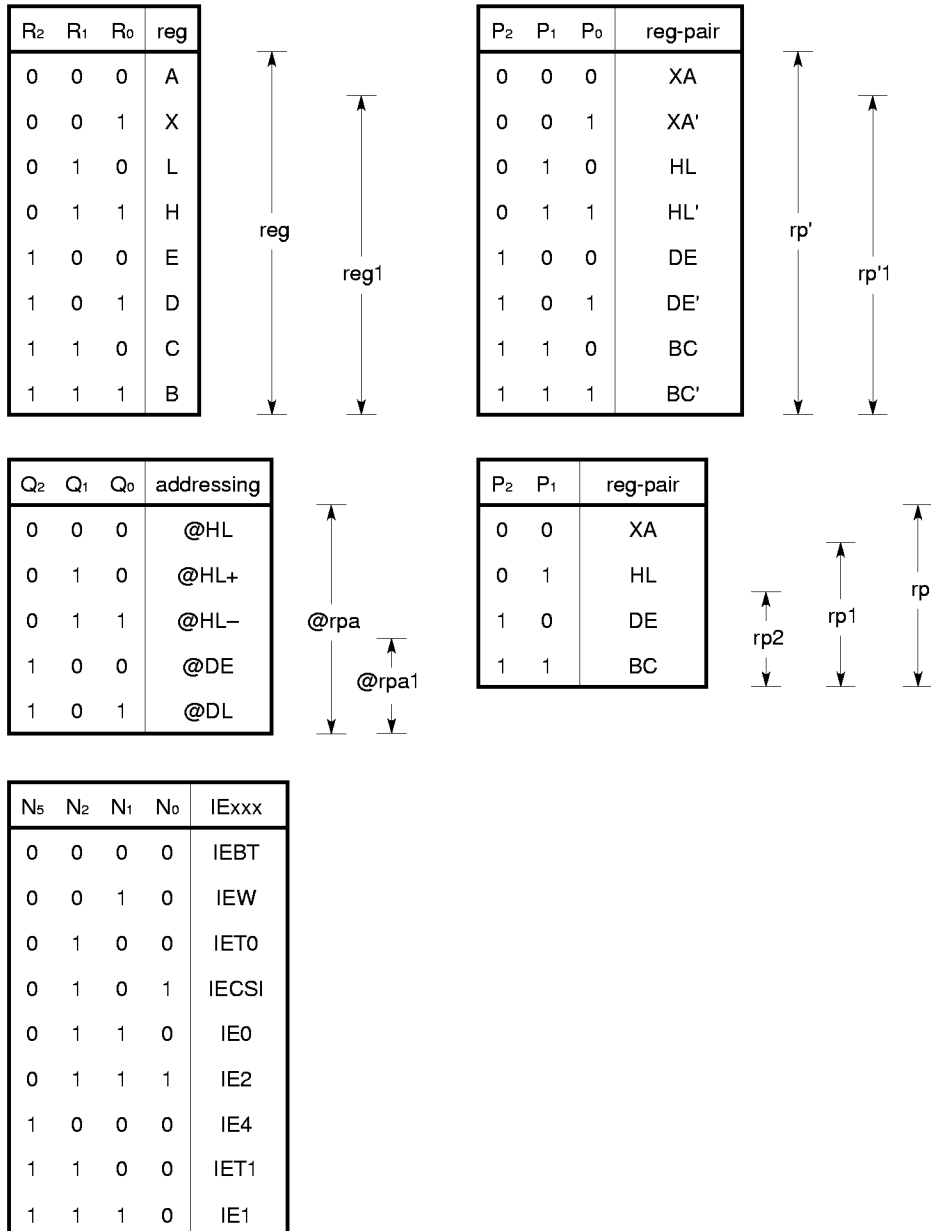 R2 R1 R0 reg
0 0 0 A
0 0 1 X
0 1 0 L
0 1 1 H
1 0 0 E
1 0 1 D
1 1 0 C
1 1 1 B
reg
reg1
P2 P1 P0 reg-pair
0 0 0 XA
0 0 1 XA'
0 1 0 HL
0 1 1 HL'
1 0 0 DE
1 0 1 DE'
1 1 0 BC
1 1 1 BC'
rp'
rp'1
Q2 Q1 Q0 addressing
0 0 0 @HL
0 1 0 @HL+
0 1 1 @HL–
1 0 0 @DE
1 0 1 @DL
@rpa
@rpa1
P2 P1 reg-pair
0 0 XA
0 1 HL
1 0 DE
1 1 BC
rp2
rp1
rp
N5 N2 N1 N0 IExxx
0 0 0 0 IEBT
0 0 1 0 IEW
0 1 0 0 IET0
0 1 0 1 IECSI
0 1 1 0 IE0
0 1 1 1 IE2
1 0 0 0 IE4
1 1 0 0 IET1
1 1 1 0 IE1